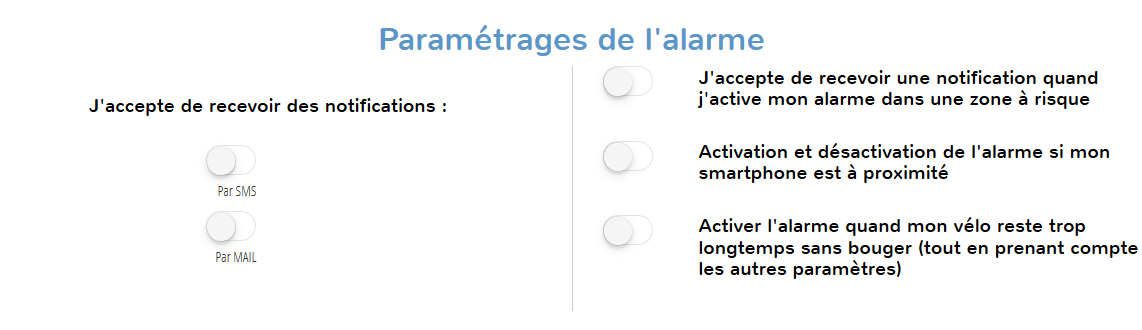 Paramétrages de l'alarme
J'accepte de recevoir des notifications :
Par SMS
Par MAIL
J'accepte de recevoir une notification quand
j'active mon alarme dans une zone à risque
Activation et désactivation de l'alarme si mon
smartphone est à proximité
Activer l'alarme quand mon vélo reste trop
longtemps sans bouger (tout en prenant compte
les autres paramètres)